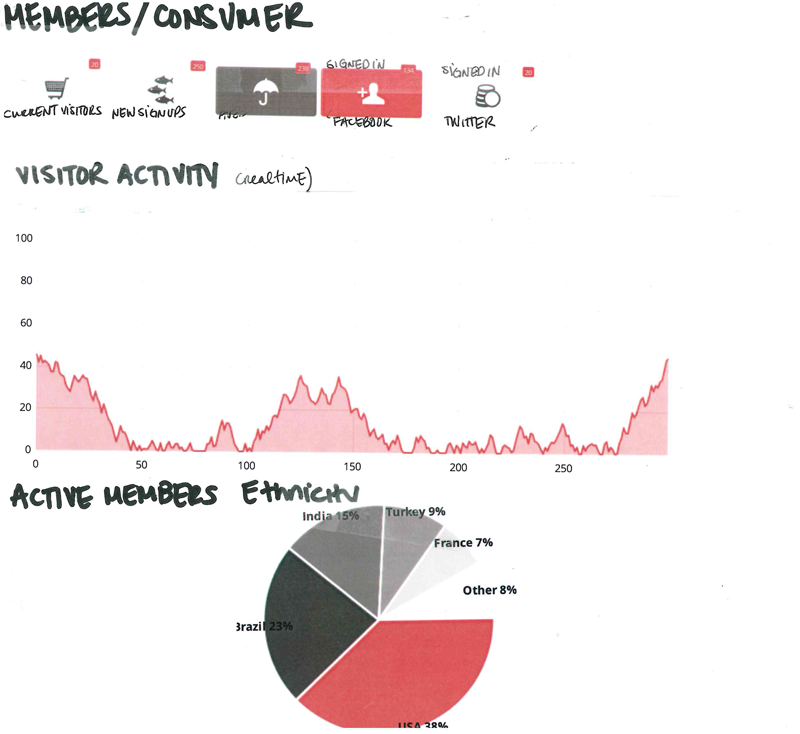 MEMBERS/CONSUMER
20 250 230 SIGNED IN 134 SIGNED IN 20
CURRENT VISITORS NEW SIGNUPS FACEBOOK TWITTER
VISITOR ACTIVITY (realtime)
100
80
60
40
20
0
0 50 100 150 200 250
ACTIVE MEMBERS Ethnicity
India 15% Turkey 9%
France 7%
Other 8%
Brazil 23%
USA 38%